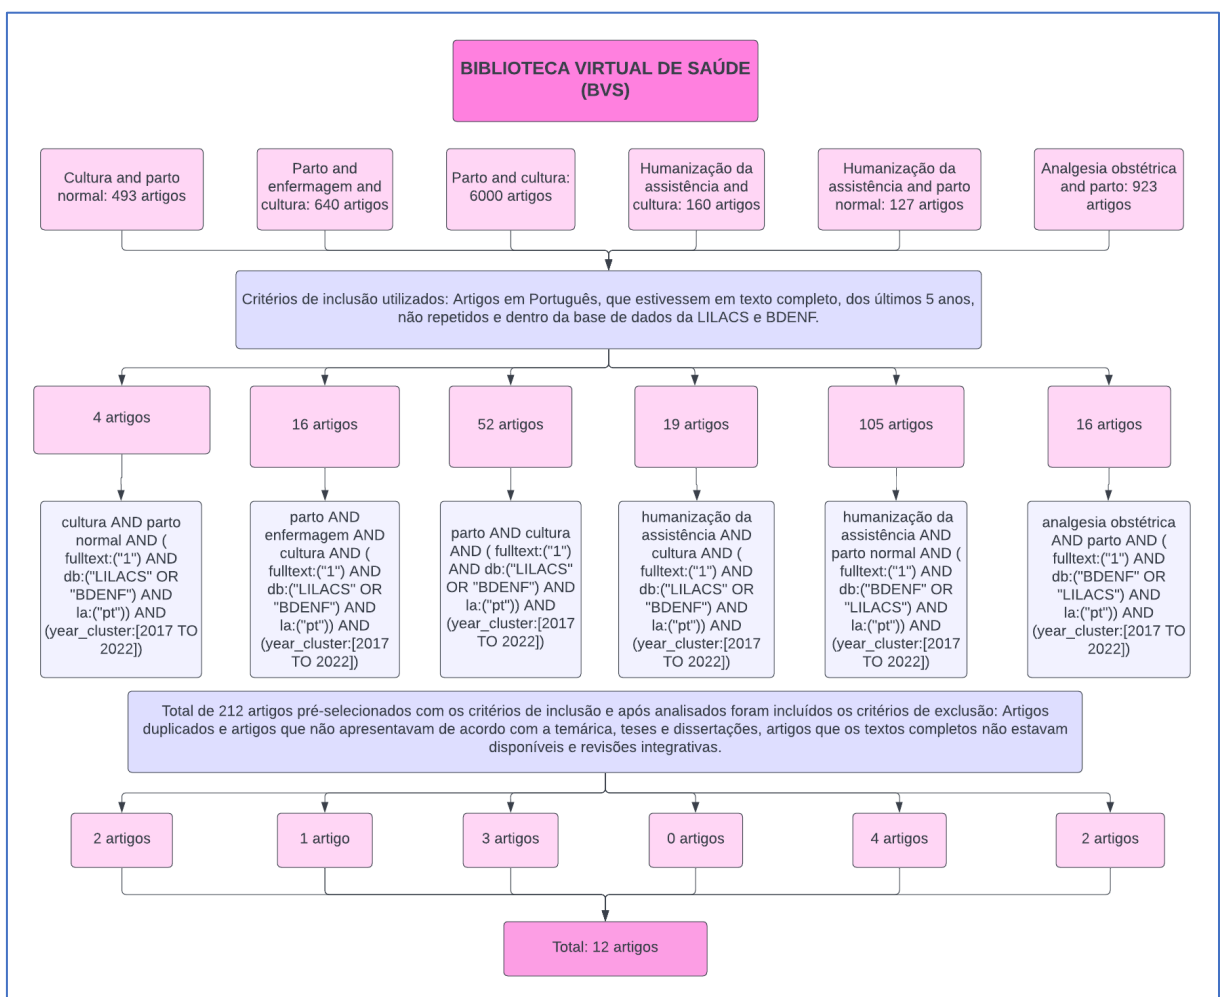 BIBLIOTECA VIRTUAL DE SAÚDE
(BVS)
Cultura and parto
normal: 493 artigos
Parto and
enfermagem and
cultura: 640 artigos
Parto and cultura:
6000 artigos
Humanização da
assistência and
cultura: 160 artigos
Humanização da
assistência and parto
normal: 127 artigos
Analgesia obstétrica
and parto: 923
artigos
Critérios de inclusão utilizados: Artigos em Português, que estivessem em texto completo, dos últimos 5 anos,
não repetidos e dentro da base de dados da LILACS e BDENF.
4 artigos
16 artigos
52 artigos
19 artigos
105 artigos
16 artigos
cultura AND parto
normal AND (
fulltext:("1") AND
db:("LILACS" OR
"BDENF") AND
la:("pt")) AND
(year_cluster:[2017 TO
2022])
parto AND
enfermagem AND
cultura AND (
fulltext:("1") AND
db:("LILACS" OR
"BDENF") AND
la:("pt")) AND
(year_cluster:[2017
TO 2022])
parto AND cultura
AND ( fulltext:("1")
AND db:("LILACS"
OR "BDENF") AND
la:("pt")) AND
(year_cluster:[2017
TO 2022])
humanização da
assistência AND
cultura AND (
fulltext:("1") AND
db:("LILACS" OR
"BDENF") AND
la:("pt")) AND
(year_cluster:[2017
TO 2022])
humanização da
assistência AND
parto normal AND (
fulltext:("1") AND
db:("BDENF" OR
"LILACS") AND
la:("pt")) AND
(year_cluster:[2017
TO 2022])
analgesia obstétrica
AND parto AND (
fulltext:("1") AND
db:("BDENF" OR
"LILACS") AND
la:("pt")) AND
(year_cluster:[2017 TO
2022])
Total de 212 artigos pré-selecionados com os critérios de inclusão e após analisados foram incluídos os critérios de exclusão: Artigos
duplicados e artigos que não apresentavam de acordo com a temárica, teses e dissertações, artigos que os textos completos não estavam
disponíveis e revisões integrativas.
2 artigos
1 artigo
3 artigos
0 artigos
4 artigos
2 artigos
Total: 12 artigos